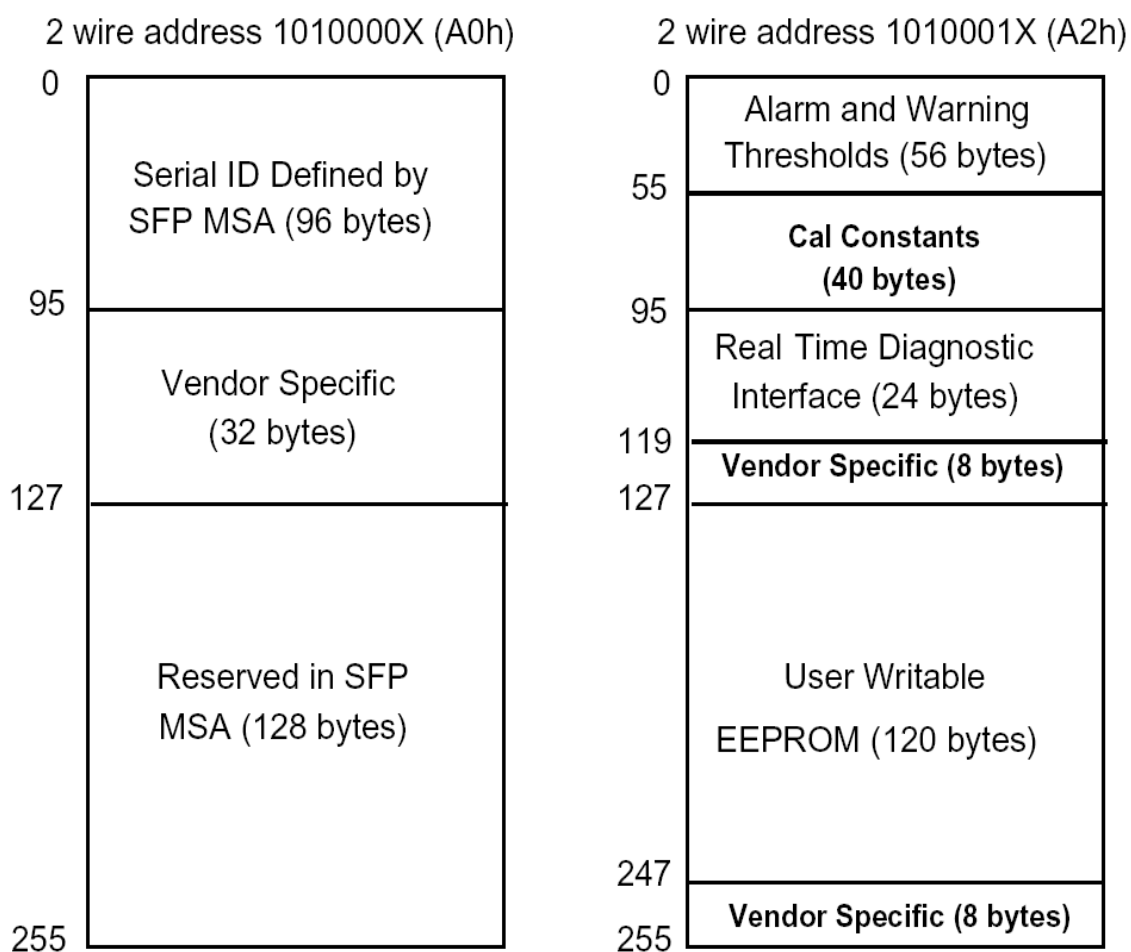 2 wire address 1010000X (A0h)
0
Serial ID Defined by
SFP MSA (96 bytes)
95
Vendor Specific
(32 bytes)
127
Reserved in SFP
MSA (128 bytes)
255
2 wire address 1010001X (A2h)
0
Alarm and Warning
Thresholds (56 bytes)
55
Cal Constants
(40 bytes)
95
Real Time Diagnostic
Interface (24 bytes)
119
Vendor Specific (8 bytes)
127
User Writable
EEPROM (120 bytes)
247
Vendor Specific (8 bytes)
255